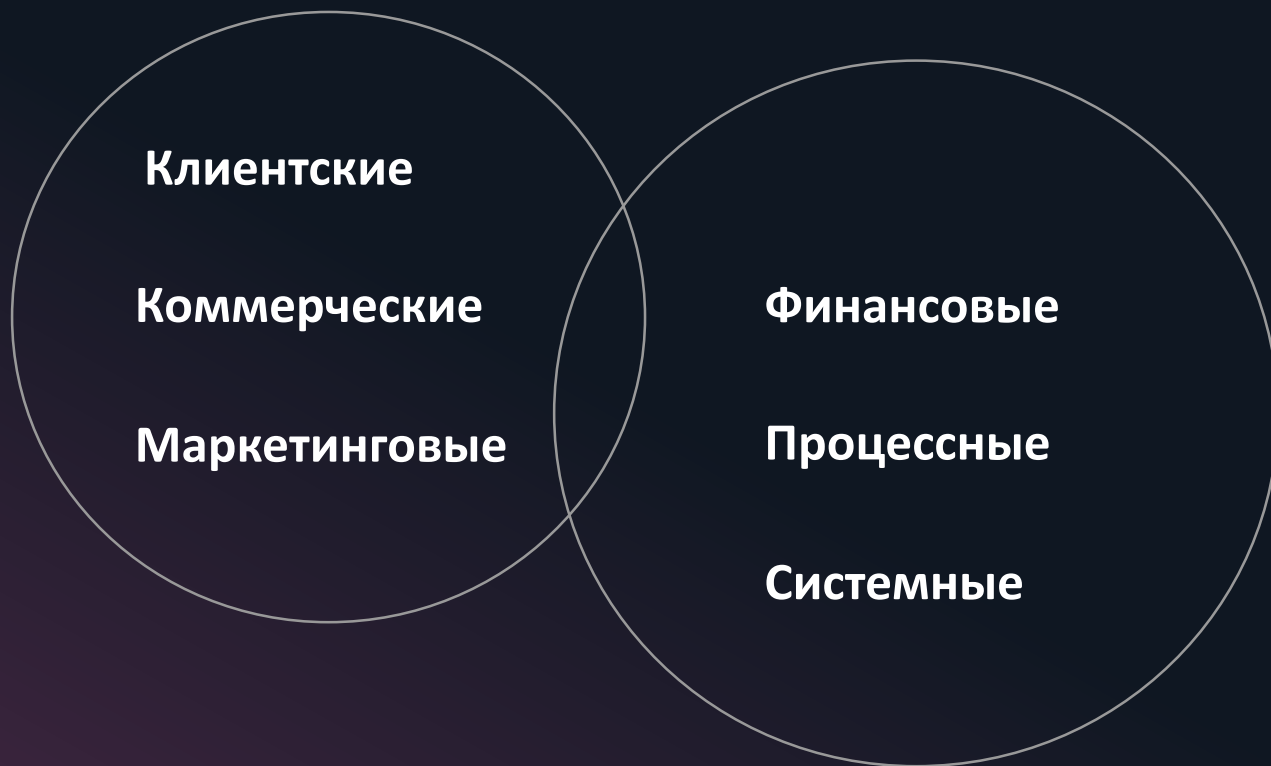 Клиентские
Коммерческие
Маркетинговые
Финансовые
Процессные
Системные